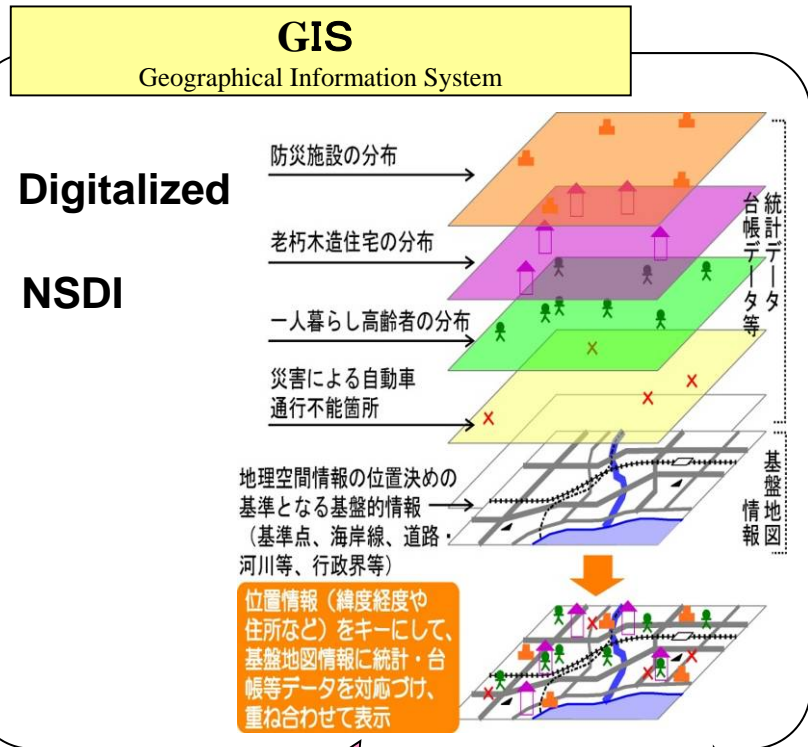 GIS
Geographical Information System
Digitalized
NSDI
防災施設の分布
老朽木造住宅の分布
一人暮らし高齢者の分布
災害による自動車
通行不能箇所
地理空間情報の位置決めの
基準となる基盤的情報
（基準点、海岸線、道路・
河川等、行政界等）
統計データ
台帳データ等
基盤地図
情報
位置情報（緯度経度や
住所など）をキーにして、
基盤地図情報に統計・台
帳等データを対応づけ、
重ね合わせて表示